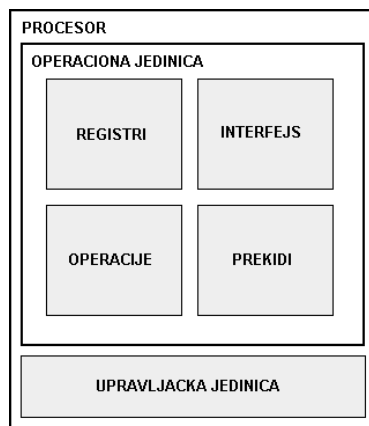 PROCESOR
OPERACIONA JEDINICA
REGISTRI
INTERFEJS
OPERACIJE
PREKIDI
UPRAVLJACKA JEDINICA